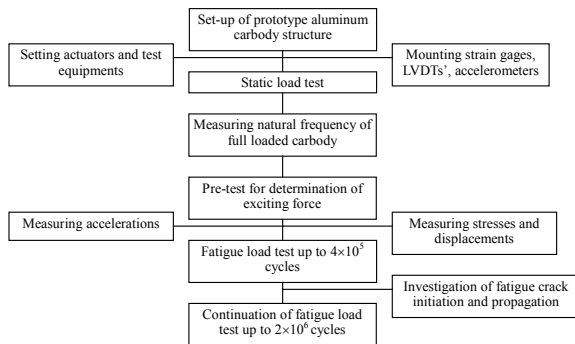 Set-up of prototype aluminum
carbody structure
Setting actuators and test
equipments
Mounting strain gages,
LVDTs’, accelerometers
Static load test
Measuring natural frequency of
full loaded carbody
Pre-test for determination of
exciting force
Measuring accelerations
Measuring stresses and
displacements
Fatigue load test up to 4×10⁵
cycles
Investigation of fatigue crack
initiation and propagation
Continuation of fatigue load
test up to 2×10⁶ cycles